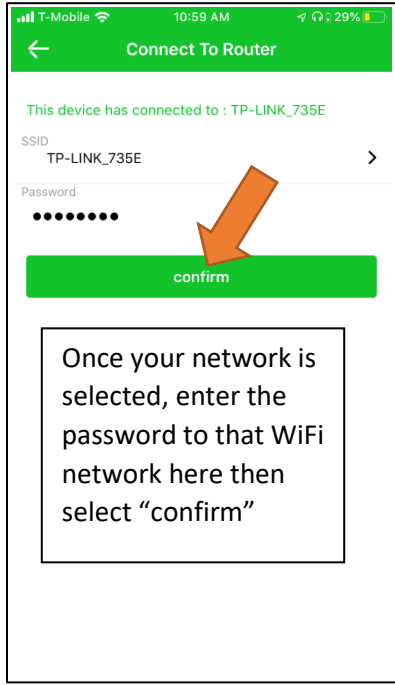 T-Mobile 10:59 AM 29%
Connect To Router
This device has connected to : TP-LINK_735E
SSID
TP-LINK_735E
Password
●●●●●●●●
confirm
Once your network is
selected, enter the
password to that WiFi
network here then
select “confirm”